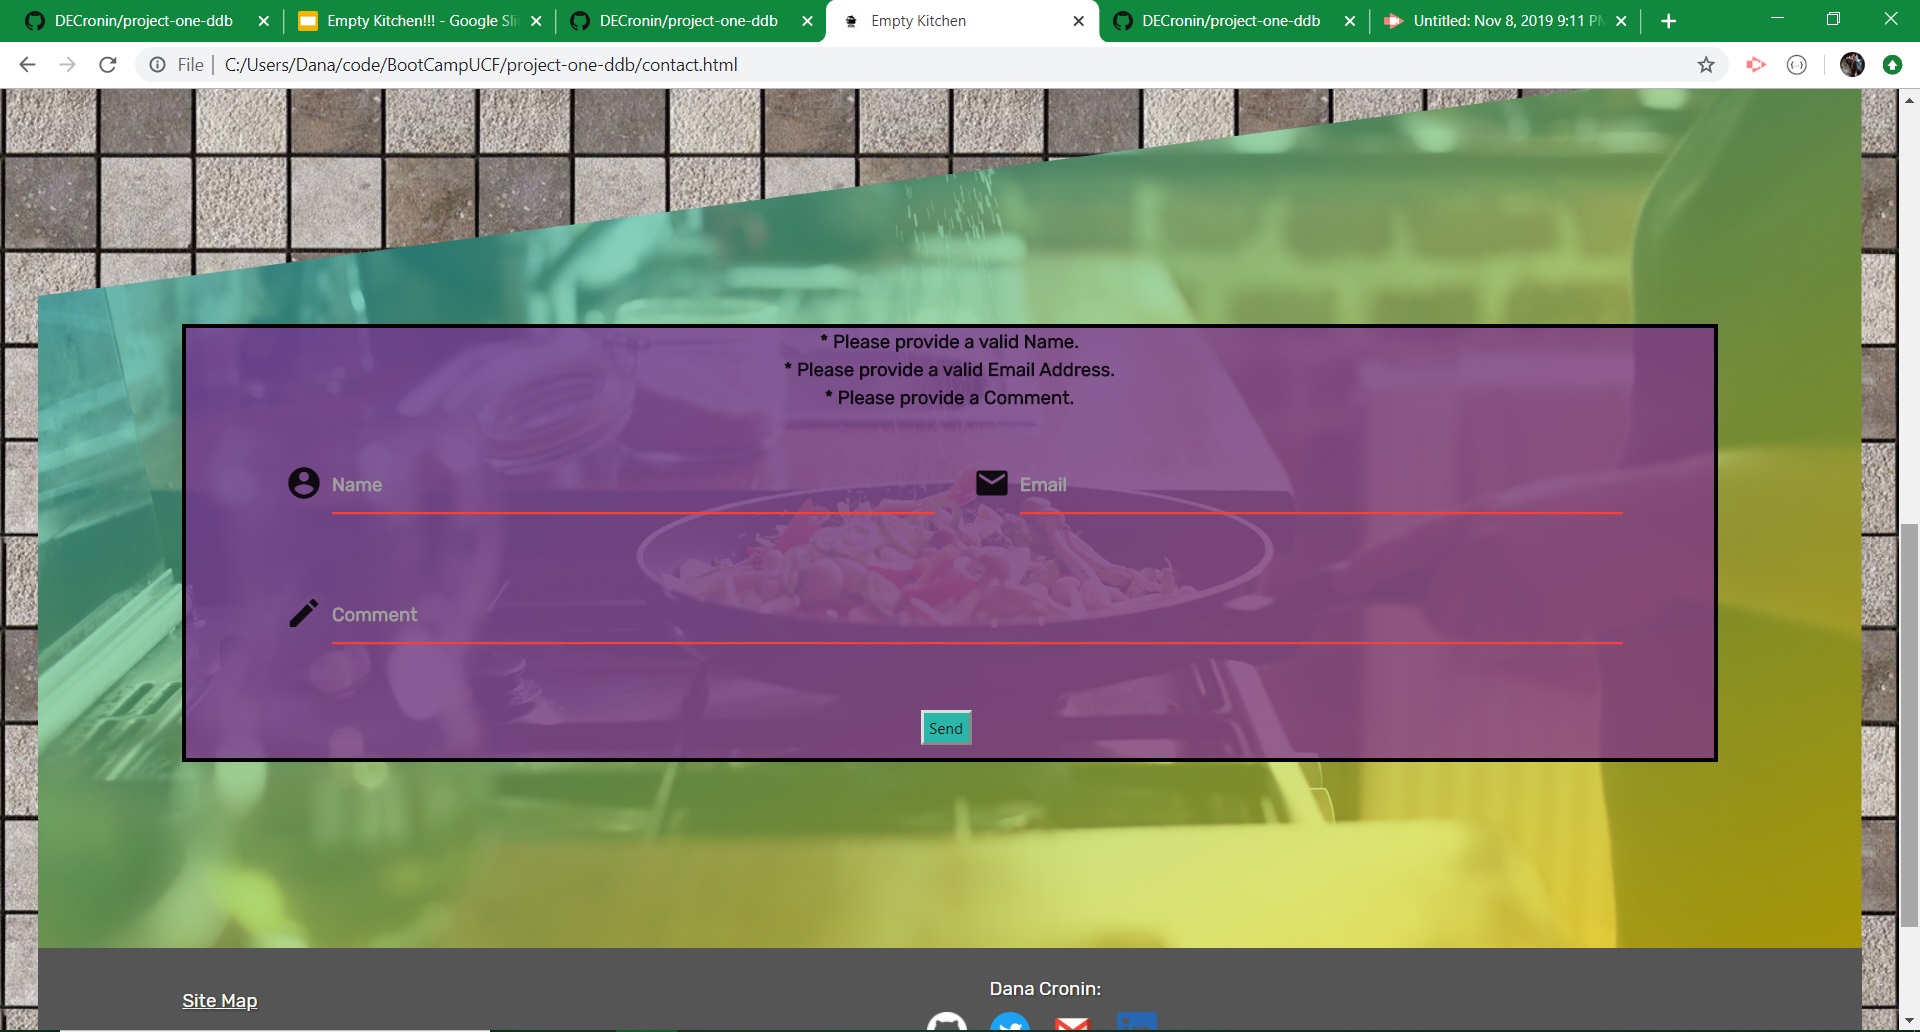 DECronin/project-one-ddb
Empty Kitchen!!! - Google Sli
DECronin/project-one-ddb
Empty Kitchen
DECronin/project-one-ddb
Untitled: Nov 8, 2019 9:11 P
File
C:/Users/Dana/code/BootCampUCF/project-one-ddb/contact.html
* Please provide a valid Name.
* Please provide a valid Email Address.
* Please provide a Comment.
Name
Email
Comment
Send
Dana Cronin:
Site Map